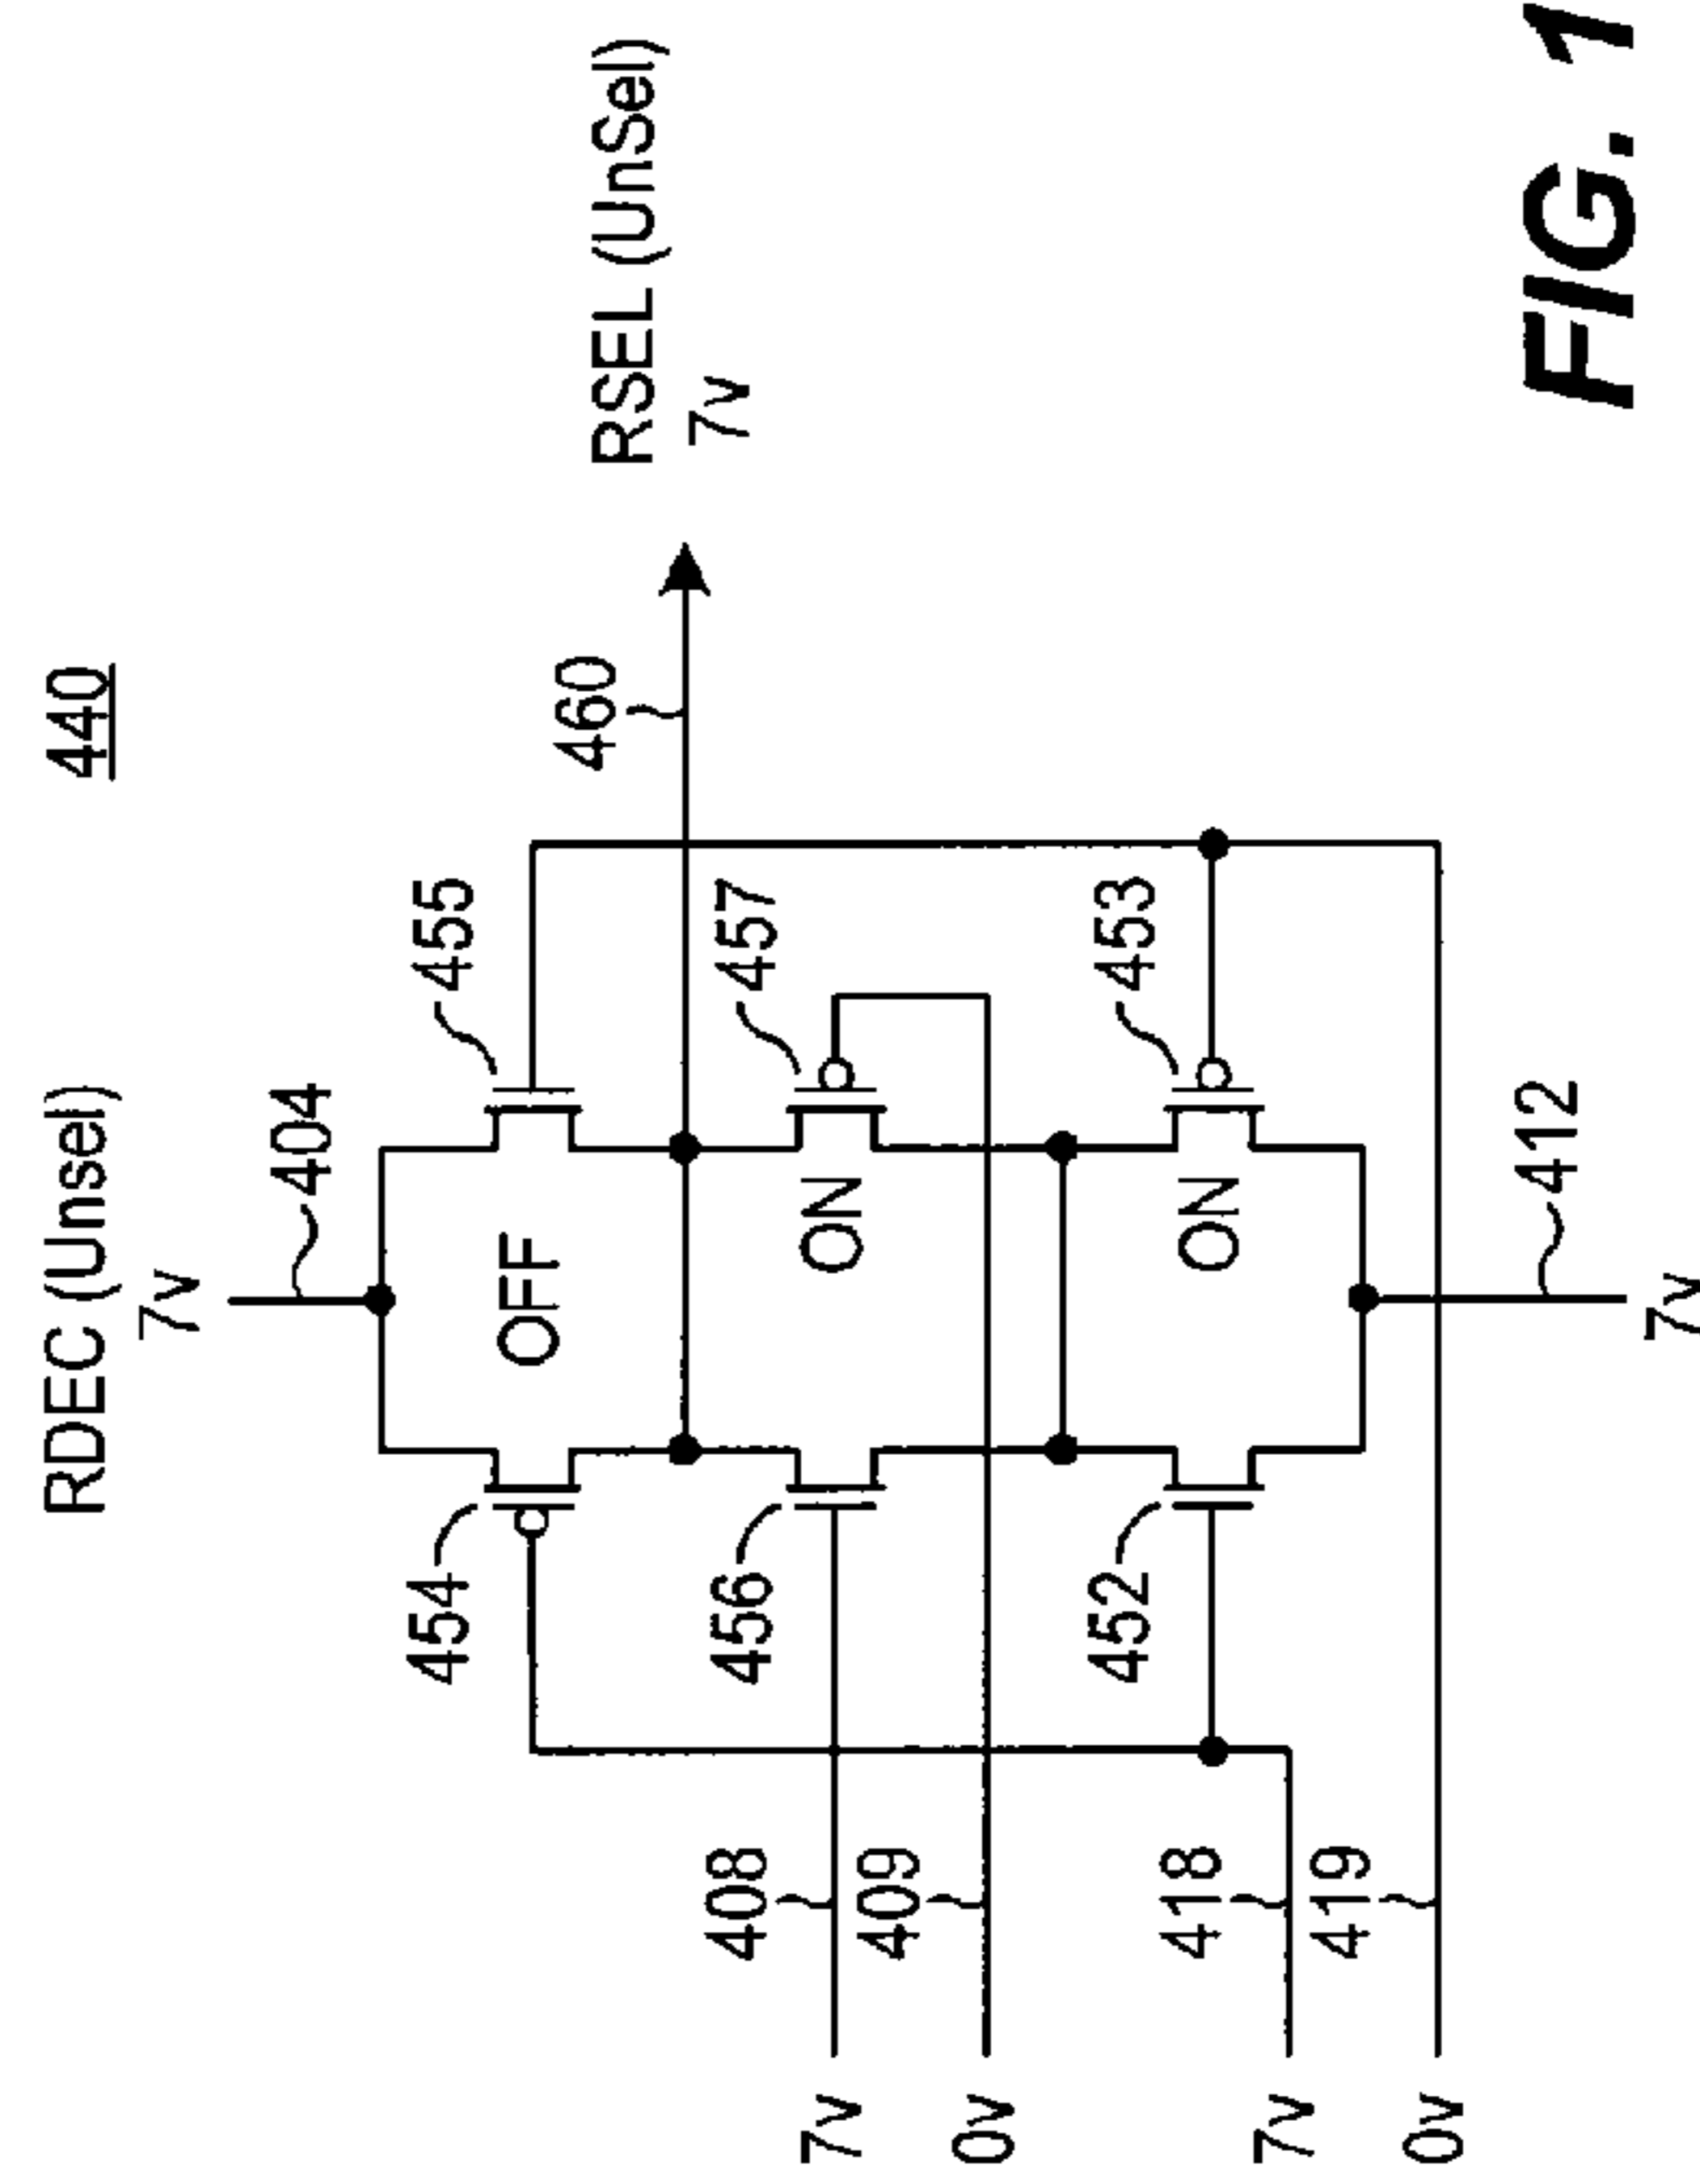 440
RDEC (Unsel)
7v
404
454
455
OFF
460
RSEL (UnSel)
7v
456
457
ON
408
7v
409
0v
452
453
ON
418
7v
419
0v
412
7v
FIG. 1